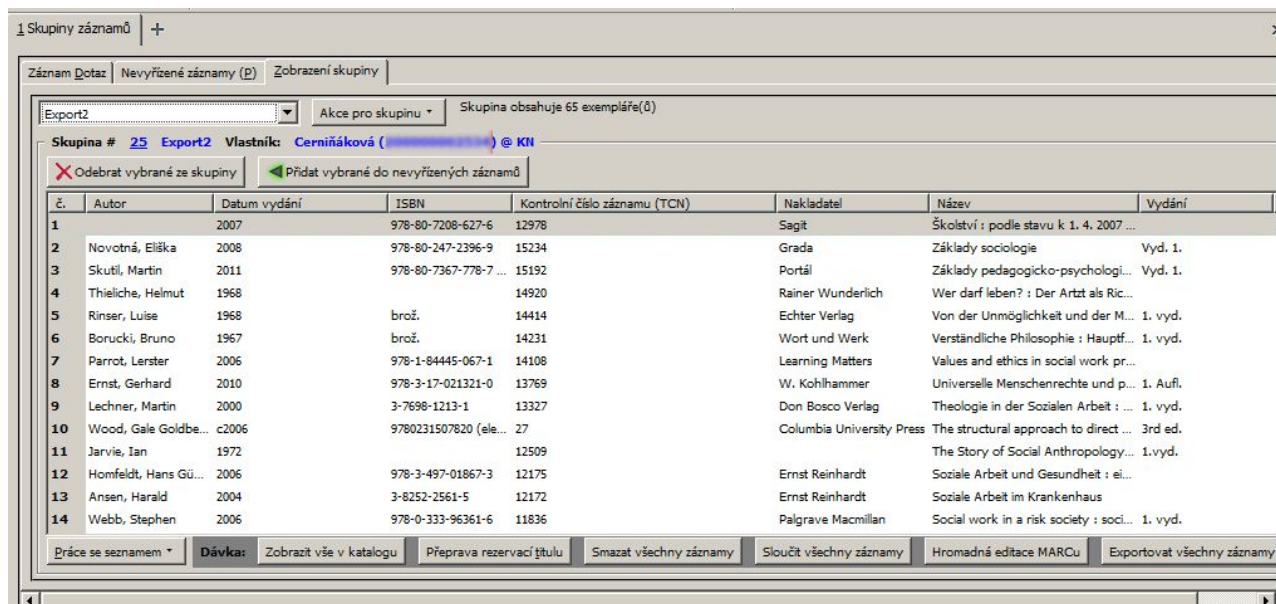 1 Skupiny záznamů
Záznam Dotaz Nevyřízené záznamy (P) Zobrazení skupiny
Export2 Akce pro skupinu Skupina obsahuje 65 exempláře(ů)
Skupina # 25 Export2 Vlastník: Cerniňáková ( ) @ KN
Odebrat vybrané ze skupiny Přidat vybrané do nevyřízených záznamů
č. Autor Datum vydání ISBN Kontrolní číslo záznamu (TCN) Nakladatel Název Vydání
1 2007 978-80-7208-627-6 12978 Sagit Školství : podle stavu k 1. 4. 2007 ...
2 Novotná, Eliška 2008 978-80-247-2396-9 15234 Grada Základy sociologie Vyd. 1.
3 Skutil, Martin 2011 978-80-7367-778-7 ... 15192 Portál Základy pedagogicko-psychologi... Vyd. 1.
4 Thieliche, Helmut 1968 14920 Rainer Wunderlich Wer darf leben? : Der Artzt als Ric...
5 Rinser, Luise 1968 brož. 14414 Echter Verlag Von der Unmöglichkeit und der M... 1. vyd.
6 Borucki, Bruno 1967 brož. 14231 Wort und Werk Verständliche Philosophie : Hauptf... 1. vyd.
7 Parrot, Lerster 2006 978-1-84445-067-1 14108 Learning Matters Values and ethics in social work pr...
8 Ernst, Gerhard 2010 978-3-17-021321-0 13769 W. Kohlhammer Universelle Menschenrechte und p... 1. Aufl.
9 Lechner, Martin 2000 3-7698-1213-1 13327 Don Bosco Verlag Theologie in der Sozialen Arbeit : ... 1. vyd.
10 Wood, Gale Goldbe... c2006 9780231507820 (ele... 27 Columbia University Press The structural approach to direct ... 3rd ed.
11 Jarvie, Ian 1972 12509 The Story of Social Anthropology... 1.vyd.
12 Homfeldt, Hans Gü... 2006 978-3-497-01867-3 12175 Ernst Reinhardt Soziale Arbeit und Gesundheit : ei...
13 Ansen, Harald 2004 3-8252-2561-5 12172 Ernst Reinhardt Soziale Arbeit im Krankenhaus
14 Webb, Stephen 2006 978-0-333-96361-6 11836 Palgrave Macmillan Social work in a risk society : soci... 1. vyd.
Práce se seznamem Dávka: Zobrazit vše v katalogu Přeprava rezervací titulu Smazat všechny záznamy Sloučit všechny záznamy Hromadná editace MARCu Exportovat všechny záznamy